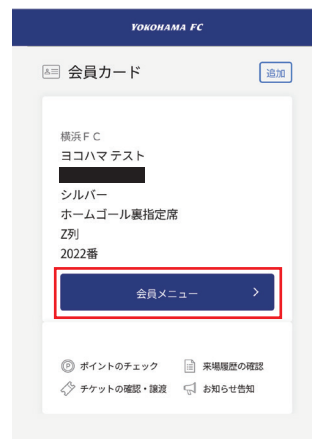 YOKOHAMA FC
会員カード
追加
横浜ＦＣ
ヨコハマ テスト
シルバー
ホームゴール裏指定席
Z列
2022番
会員メニュー
ポイントのチェック 来場履歴の確認
チケットの確認・譲渡 お知らせ告知